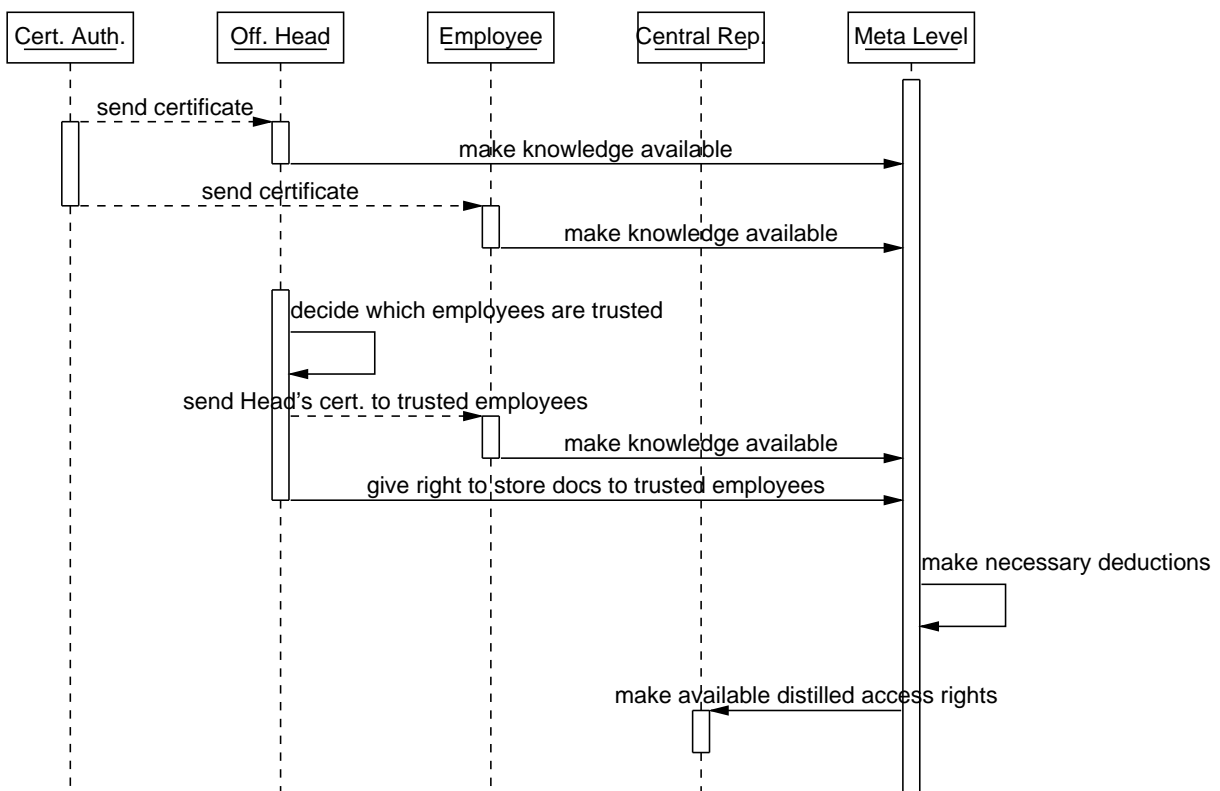 Cert. Auth.
Off. Head
Employee
Central Rep.
Meta Level
send certificate
make knowledge available
send certificate
make knowledge available
decide which employees are trusted
send Head's cert. to trusted employees
make knowledge available
give right to store docs to trusted employees
make necessary deductions
make available distilled access rights